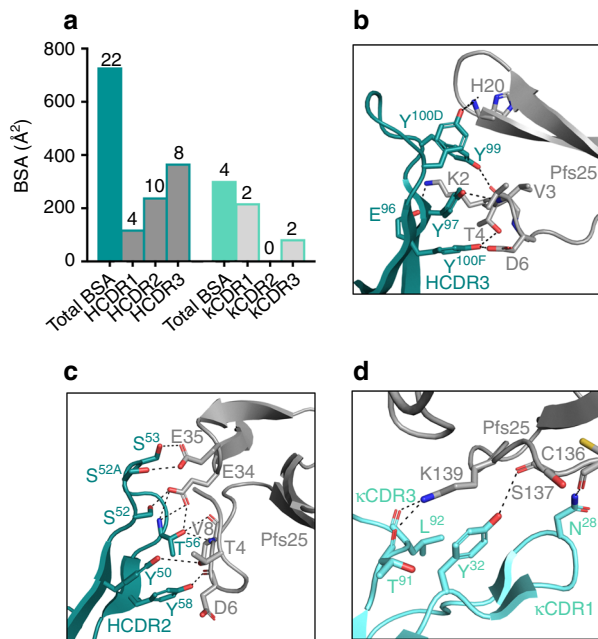 a
BSA (Å²)
800
600
400
200
0
22
4
10
8
4
2
0
2
Total BSA
HCDR1
HCDR2
HCDR3
Total BSA
kCDR1
kCDR2
kCDR3
b
H20
Y¹⁰⁰ᴰ
Y⁹⁹
Pfs25
K2
V3
E⁹⁶
Y⁹⁷
T4
Y¹⁰⁰ᶠ
D6
HCDR3
c
S⁵³
E35
S⁵²ᴬ
E34
S⁵²
V8
T⁵⁶
T4
Pfs25
Y⁵⁰
Y⁵⁸
D6
HCDR2
d
Pfs25
C136
K139
κCDR3
S137
L⁹²
N²⁸
Y³²
T⁹¹
κCDR1